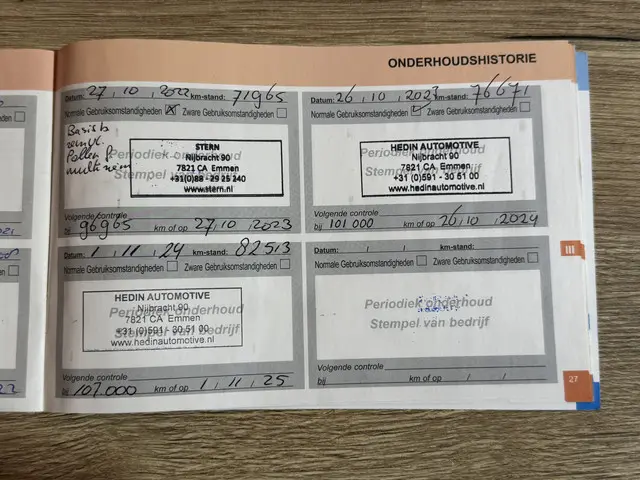 ONDERHOUDSHISTORIE
Datum: 27, 10, 2022 km-stand: 71965
Normale Gebruiksomstandigheden Zware Gebruiksomstandigheden
Basis b
Pollen f
Periodiek onderhoud
Stempel van bedrijf
STERN
Nijbracht 90
7821 CA Emmen
+31(0)88 - 29 25 240
www.stern.nl
Volgende controle
bij 96965 km of op 27, 10, 2023
Datum: 26, 10, 2023 km-stand: 76671
Normale Gebruiksomstandigheden Zware Gebruiksomstandigheden
Periodiek onderhoud
Stempel van bedrijf
HEDIN AUTOMOTIVE
Nijbracht 90
7821 CA Emmen
+31 (0)591 - 30 51 00
www.hedinautomotive.nl
Volgende controle
bij 101 000 km of op 26, 10, 2024
Datum: 1, 11, 24 km-stand: 82513
Normale Gebruiksomstandigheden Zware Gebruiksomstandigheden
Periodiek onderhoud
Stempel van bedrijf
HEDIN AUTOMOTIVE
Nijbracht 90
7821 CA Emmen
+31 (0)591 - 30 51 00
www.hedinautomotive.nl
Volgende controle
bij 107.000 km of op 1, 11, 25
Datum: / / km-stand:
Normale Gebruiksomstandigheden Zware Gebruiksomstandigheden
Periodiek onderhoud
Stempel van bedrijf
Volgende controle
bij km of op / /
III
27